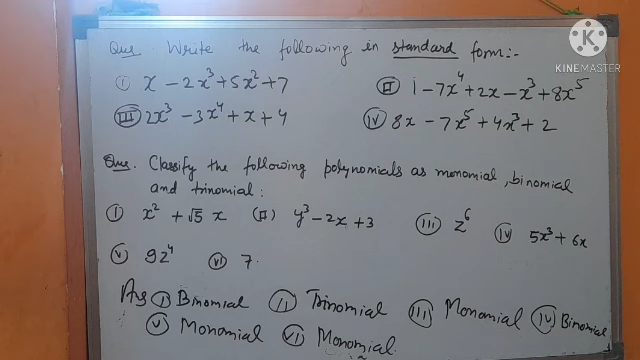 Ques. Write the following in standard form:-
(i) x - 2x³ + 5x² + 7 (II) 1 - 7x⁴ + 2x - x³ + 8x⁵
(III) 2x³ - 3x⁴ + x + 4 (IV) 8x - 7x⁵ + 4x³ + 2
Ques. Classify the following polynomials as monomial, binomial
and trinomial:
(i) x² + √5 x (II) y³ - 2x + 3 (iii) z⁶ (iv) 5x³ + 6x
(v) 9z⁴ (vi) 7.
Ans (i) Binomial (II) Trinomial (III) Monomial (IV) Binomial
(V) Monomial (VI) Monomial
KINEMASTER